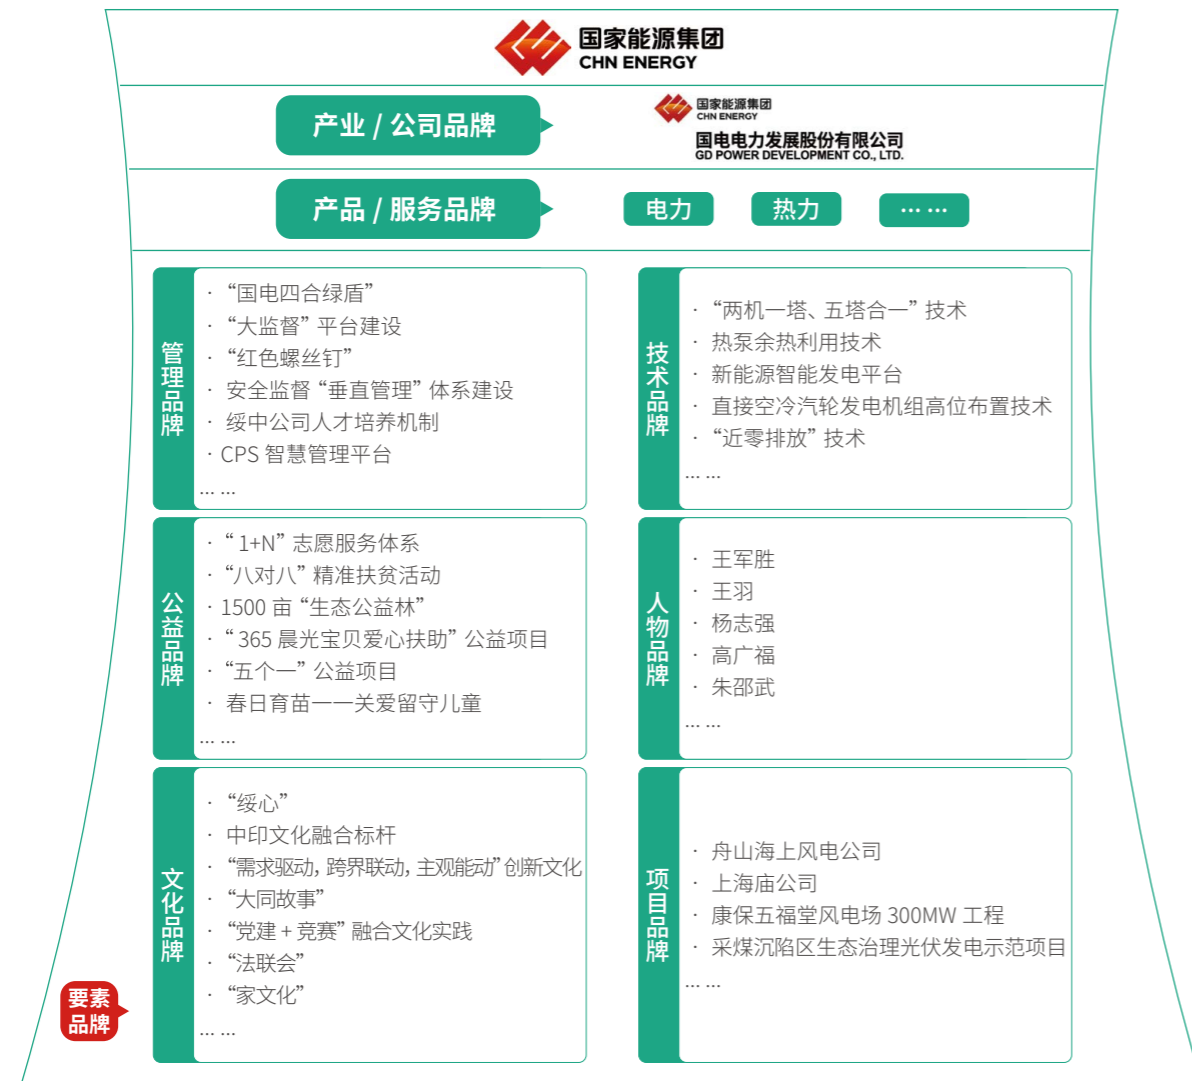 国家能源集团
CHN ENERGY
产业 / 公司品牌
国家能源集团
CHN ENERGY
国电电力发展股份有限公司
GD POWER DEVELOPMENT CO., LTD.
产品 / 服务品牌
电力
热力
... ...
管理品牌
· “国电四合绿盾”
· “大监督” 平台建设
· “红色螺丝钉”
· 安全监督 “垂直管理” 体系建设
· 绥中公司人才培养机制
· CPS 智慧管理平台
... ...
技术品牌
· “两机一塔、五塔合一” 技术
· 热泵余热利用技术
· 新能源智能发电平台
· 直接空冷汽轮发电机组高位布置技术
· “近零排放” 技术
... ...
公益品牌
· “ 1+N” 志愿服务体系
· “八对八” 精准扶贫活动
· 1500 亩 “生态公益林”
· “ 365 晨光宝贝爱心扶助” 公益项目
· “五个一” 公益项目
· 春日育苗一一关爱留守儿童
... ...
人物品牌
· 王军胜
· 王羽
· 杨志强
· 高广福
· 朱邵武
... ...
文化品牌
· “绥心”
· 中印文化融合标杆
· “需求驱动, 跨界联动, 主观能动” 创新文化
· “大同故事”
· “党建 + 竞赛” 融合文化实践
· “法联会”
· “家文化”
... ...
项目品牌
· 舟山海上风电公司
· 上海庙公司
· 康保五福堂风电场 300MW 工程
· 采煤沉陷区生态治理光伏发电示范项目
... ...
要素
品牌